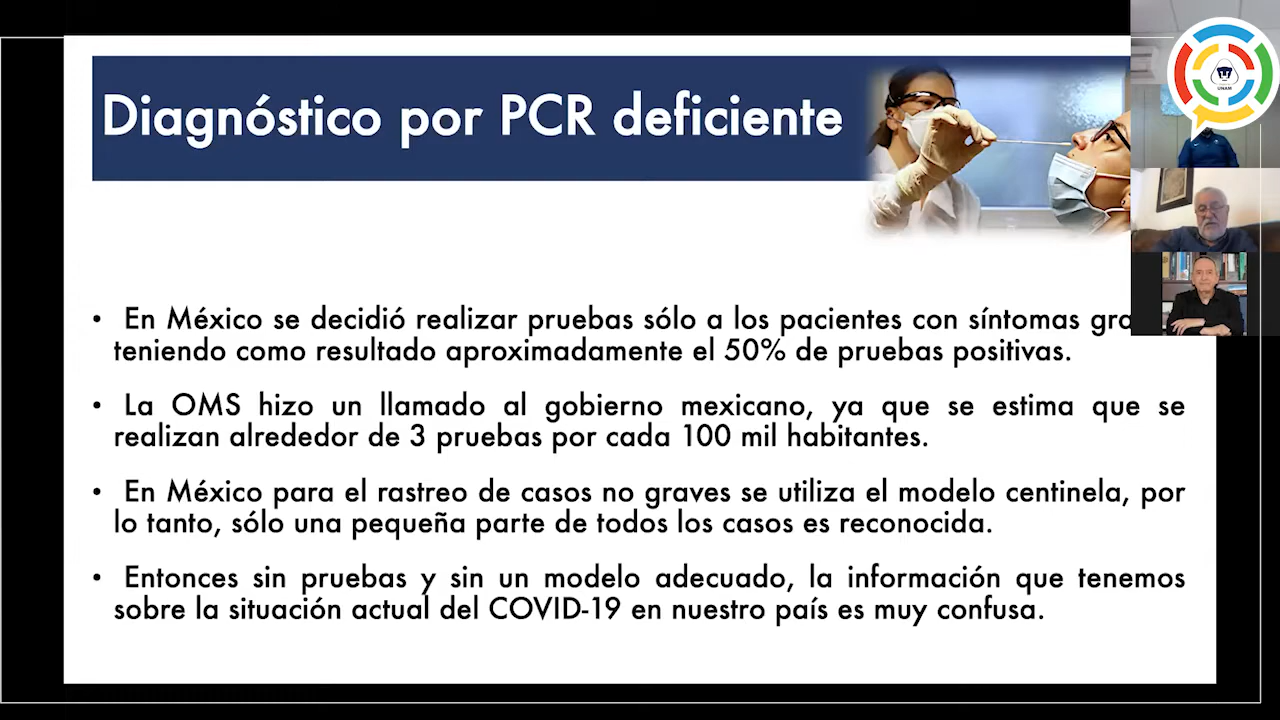 Diagnóstico por PCR deficiente
UNAM
• En México se decidió realizar pruebas sólo a los pacientes con síntomas
teniendo como resultado aproximadamente el 50% de pruebas positivas.
• La OMS hizo un llamado al gobierno mexicano, ya que se estima que se
realizan alrededor de 3 pruebas por cada 100 mil habitantes.
• En México para el rastreo de casos no graves se utiliza el modelo centinela, por
lo tanto, sólo una pequeña parte de todos los casos es reconocida.
• Entonces sin pruebas y sin un modelo adecuado, la información que tenemos
sobre la situación actual del COVID-19 en nuestro país es muy confusa.